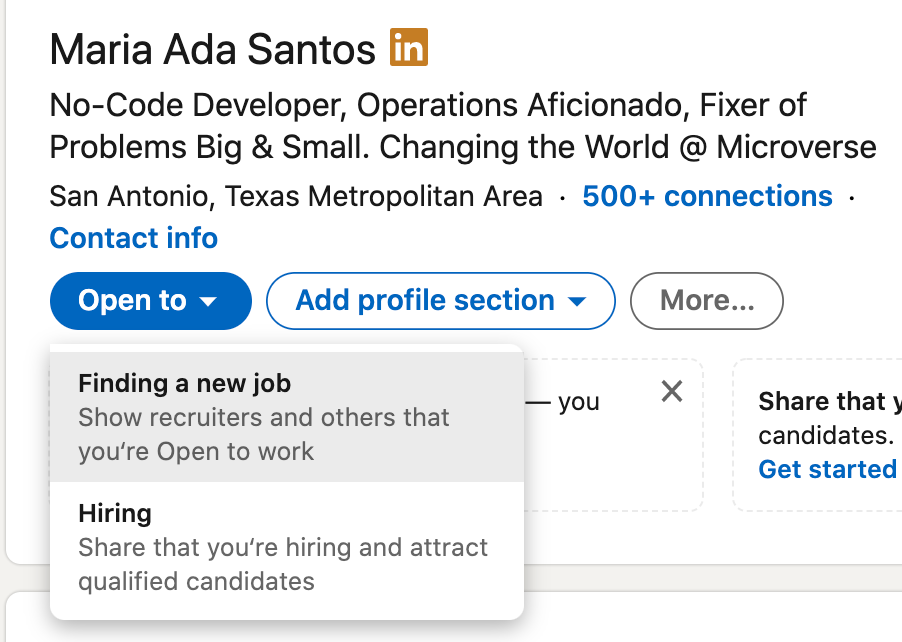 Maria Ada Santos in
No-Code Developer, Operations Aficionado, Fixer of
Problems Big & Small. Changing the World @ Microverse
San Antonio, Texas Metropolitan Area · 500+ connections ·
Contact info
Open to
Add profile section
More...
Finding a new job
Show recruiters and others that
you're Open to work
Hiring
Share that you're hiring and attract
qualified candidates
— you
Share that y
candidates.
Get started